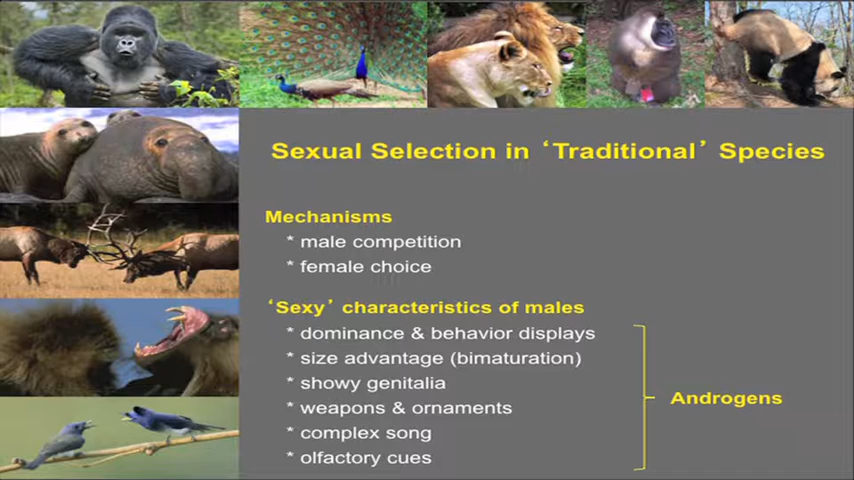 Sexual Selection in ‘Traditional’ Species
Mechanisms
* male competition
* female choice
‘Sexy’ characteristics of males
* dominance & behavior displays
* size advantage (bimaturation)
* showy genitalia
* weapons & ornaments
* complex song
* olfactory cues
Androgens